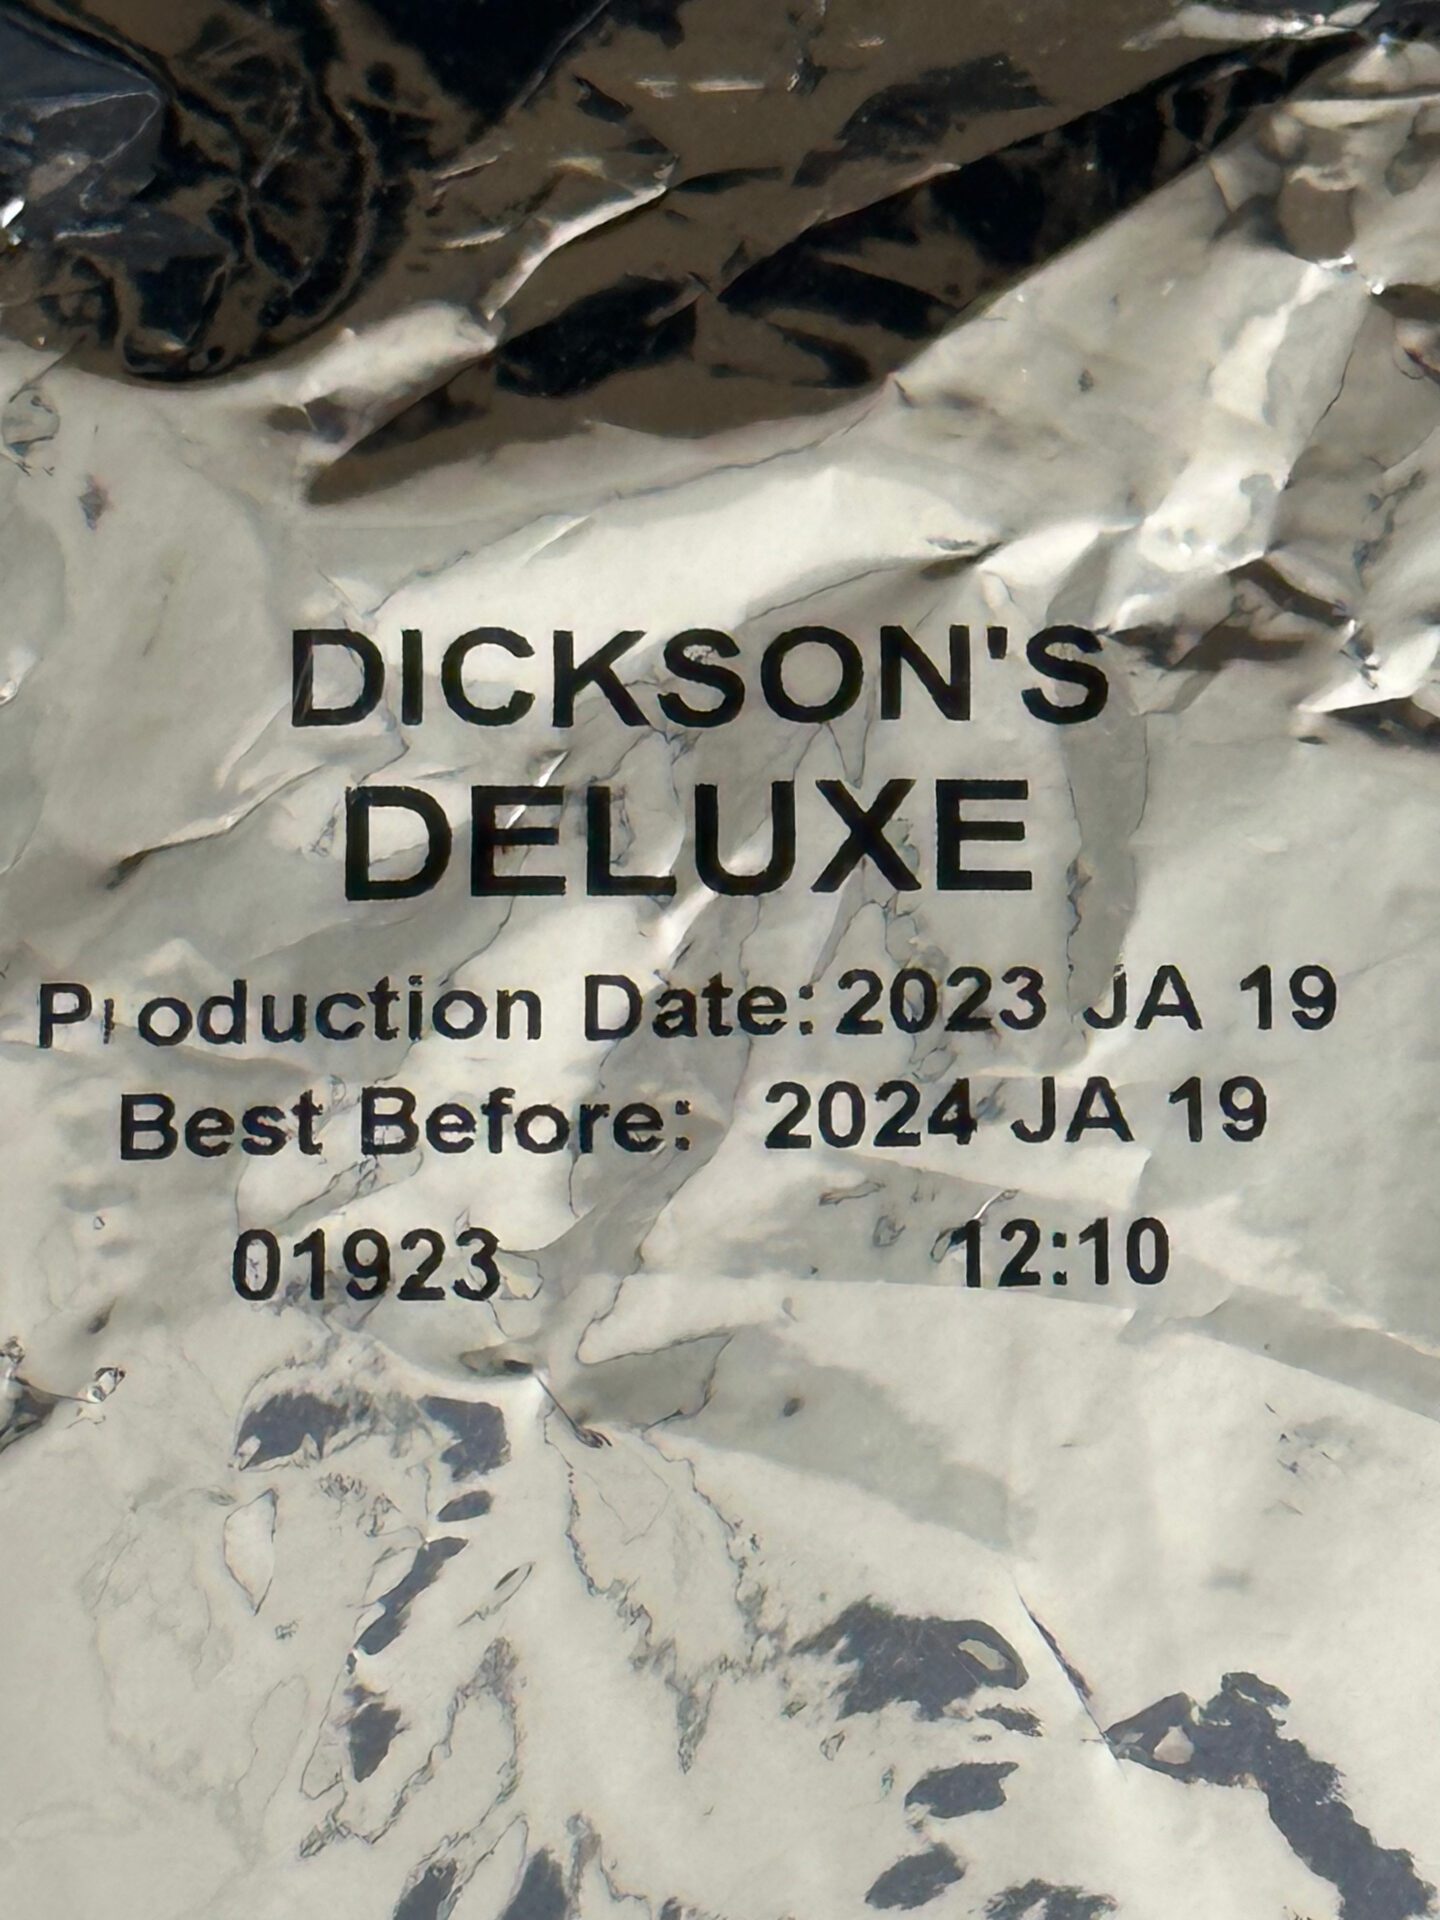 DICKSON'S
DELUXE
Production Date: 2023 JA 19
Best Before: 2024 JA 19
01923 12:10